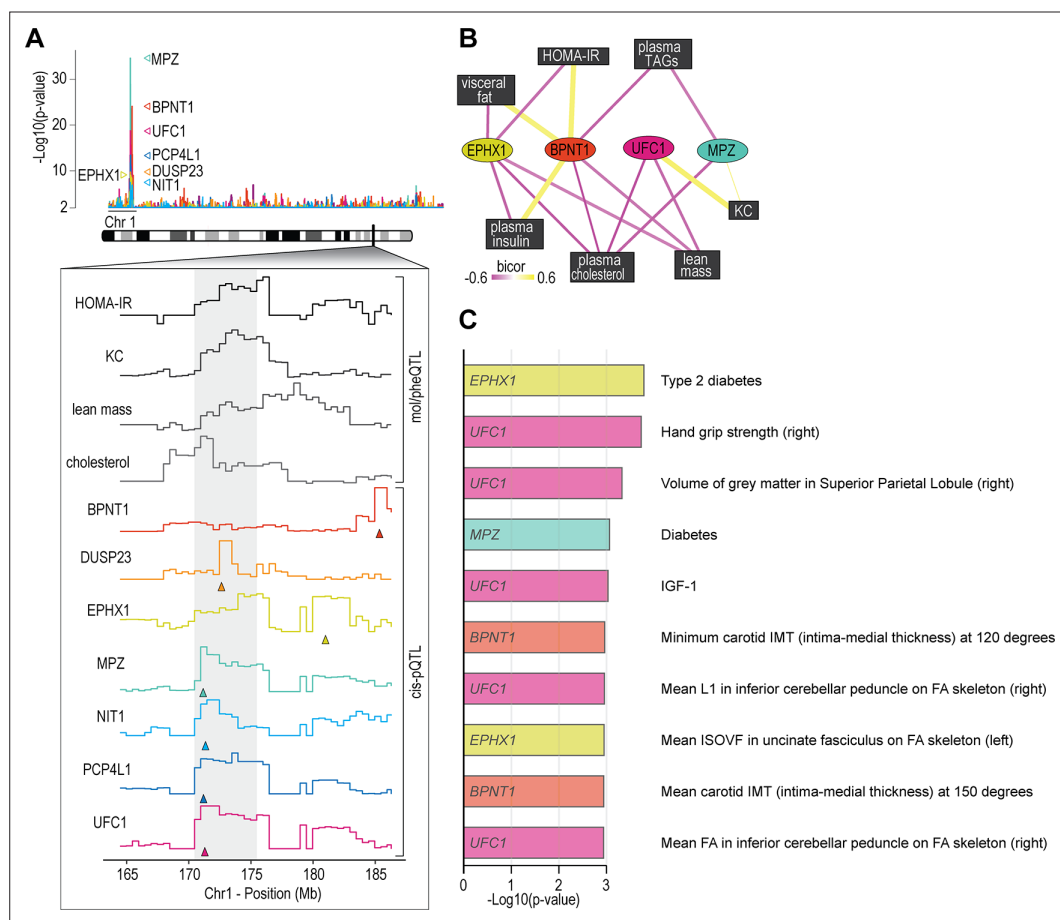 A
-Log10(p-value)
30
20
10
2
MPZ
BPNT1
UFC1
PCP4L1
DUSP23
NIT1
EPHX1
Chr 1
HOMA-IR
KC
lean mass
cholesterol
BPNT1
DUSP23
EPHX1
MPZ
NIT1
PCP4L1
UFC1
mol/pheQTL
cis-pQTL
165
170
175
180
185
Chr1 - Position (Mb)
B
HOMA-IR
plasma
TAGs
visceral
fat
EPHX1
BPNT1
UFC1
MPZ
KC
plasma
insulin
plasma
cholesterol
lean
mass
bicor
-0.6
0.6
C
EPHX1 Type 2 diabetes
UFC1 Hand grip strength (right)
UFC1 Volume of grey matter in Superior Parietal Lobule (right)
MPZ Diabetes
UFC1 IGF-1
BPNT1 Minimum carotid IMT (intima-medial thickness) at 120 degrees
UFC1 Mean L1 in inferior cerebellar peduncle on FA skeleton (right)
EPHX1 Mean ISOVF in uncinate fasciculus on FA skeleton (left)
BPNT1 Mean carotid IMT (intima-medial thickness) at 150 degrees
UFC1 Mean FA in inferior cerebellar peduncle on FA skeleton (right)
0 1 2 3
-Log10(p-value)